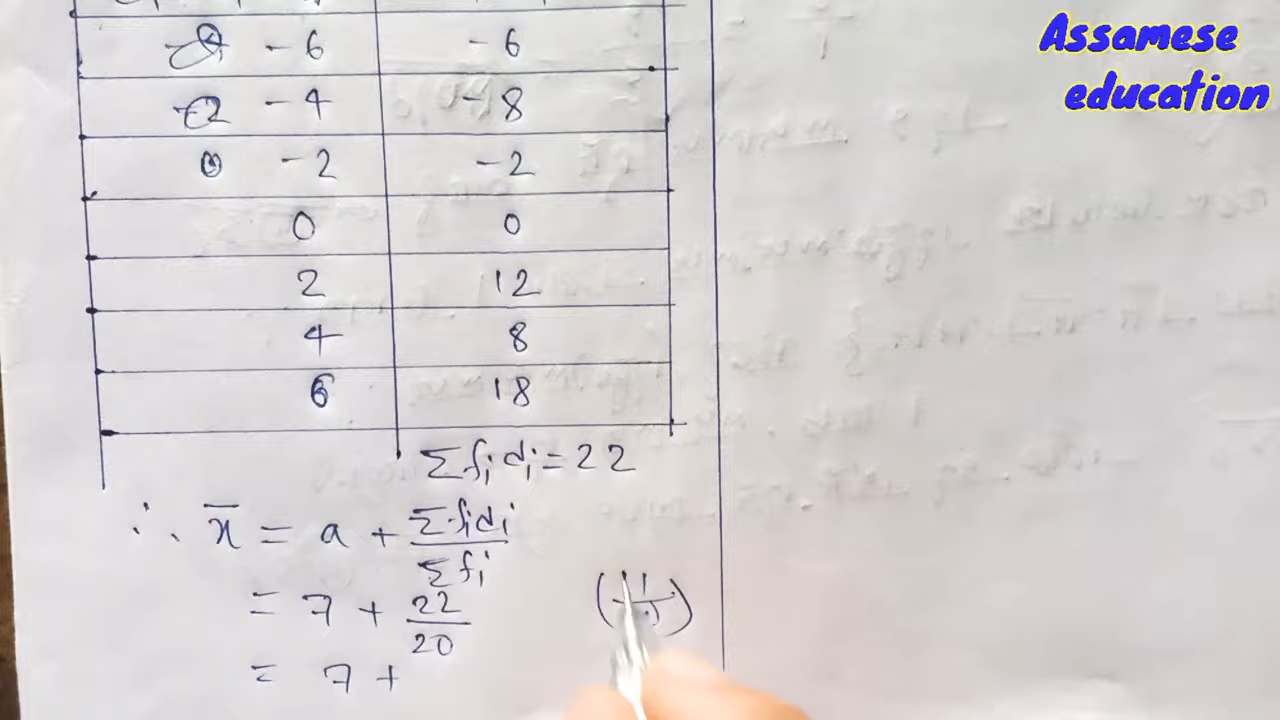 Assamese
education
-6 -6
-4 -8
0 -2 -2
0 0
2 12
4 8
6 18
Σfᵢdᵢ = 22
∴ x̄ = a + Σfᵢdᵢ/Σfᵢ
= 7 + 22/20
= 7 +